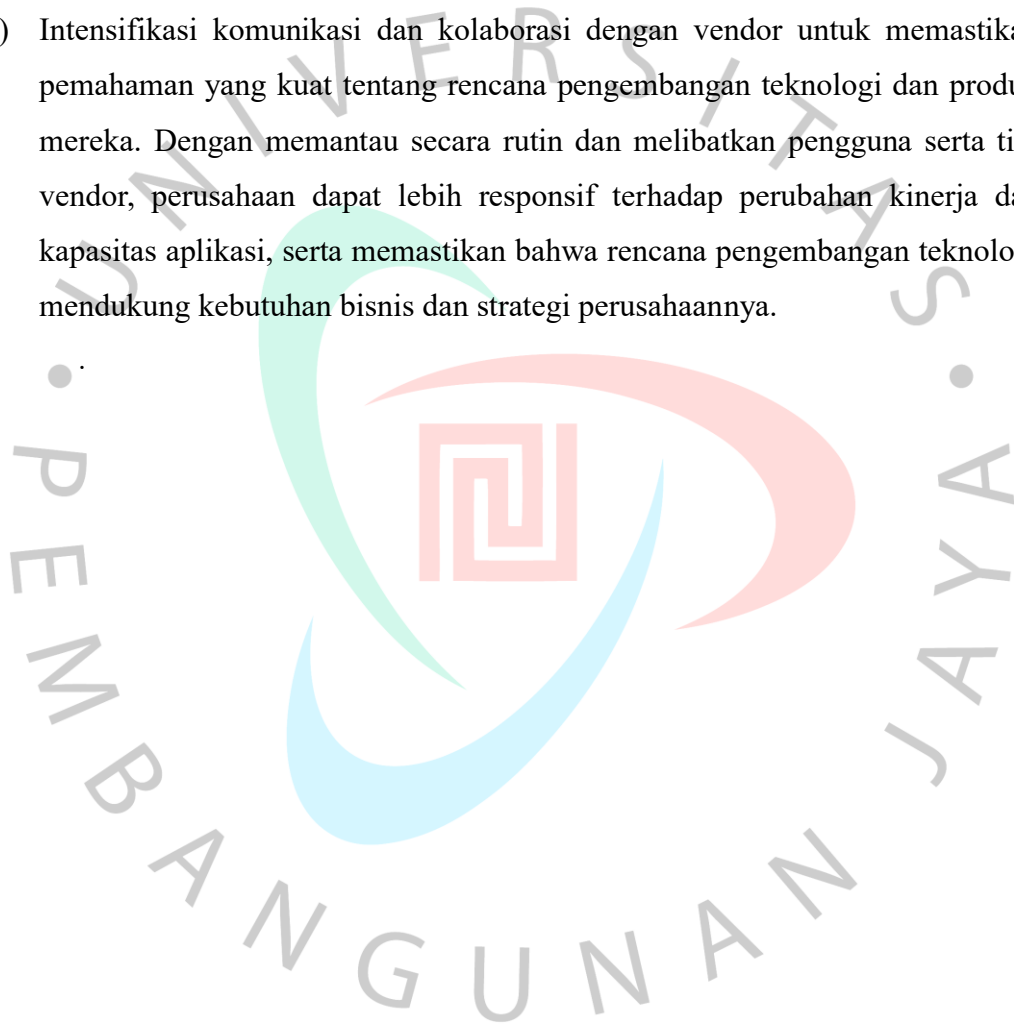 ) Intensifikasi komunikasi dan kolaborasi dengan vendor untuk memastika
pemahaman yang kuat tentang rencana pengembangan teknologi dan produ
mereka. Dengan memantau secara rutin dan melibatkan pengguna serta ti
vendor, perusahaan dapat lebih responsif terhadap perubahan kinerja da
kapasitas aplikasi, serta memastikan bahwa rencana pengembangan teknolo
mendukung kebutuhan bisnis dan strategi perusahaannya.
.
UNIVERSITAS • PEMBANGUNAN JAYA •